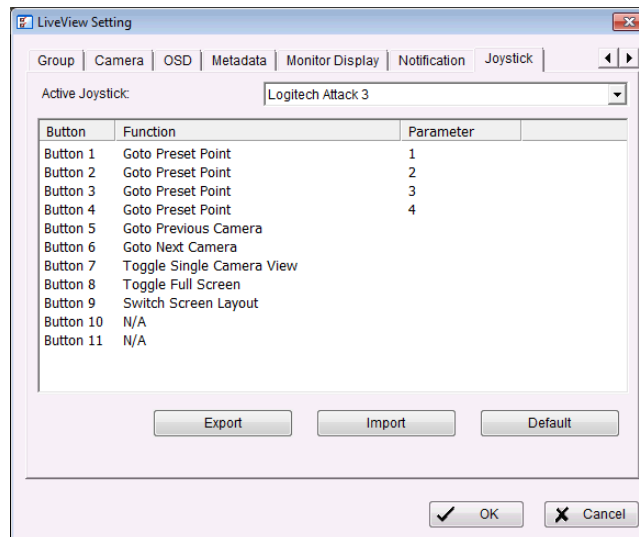 LiveView Setting
Group Camera OSD Metadata Monitor Display Notification Joystick
Active Joystick: Logitech Attack 3
Button Function Parameter
Button 1 Goto Preset Point 1
Button 2 Goto Preset Point 2
Button 3 Goto Preset Point 3
Button 4 Goto Preset Point 4
Button 5 Goto Previous Camera
Button 6 Goto Next Camera
Button 7 Toggle Single Camera View
Button 8 Toggle Full Screen
Button 9 Switch Screen Layout
Button 10 N/A
Button 11 N/A
Export Import Default
OK Cancel